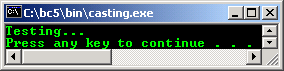 C:\bc5\bin\casting.exe
Testing...
Press any key to continue . . .